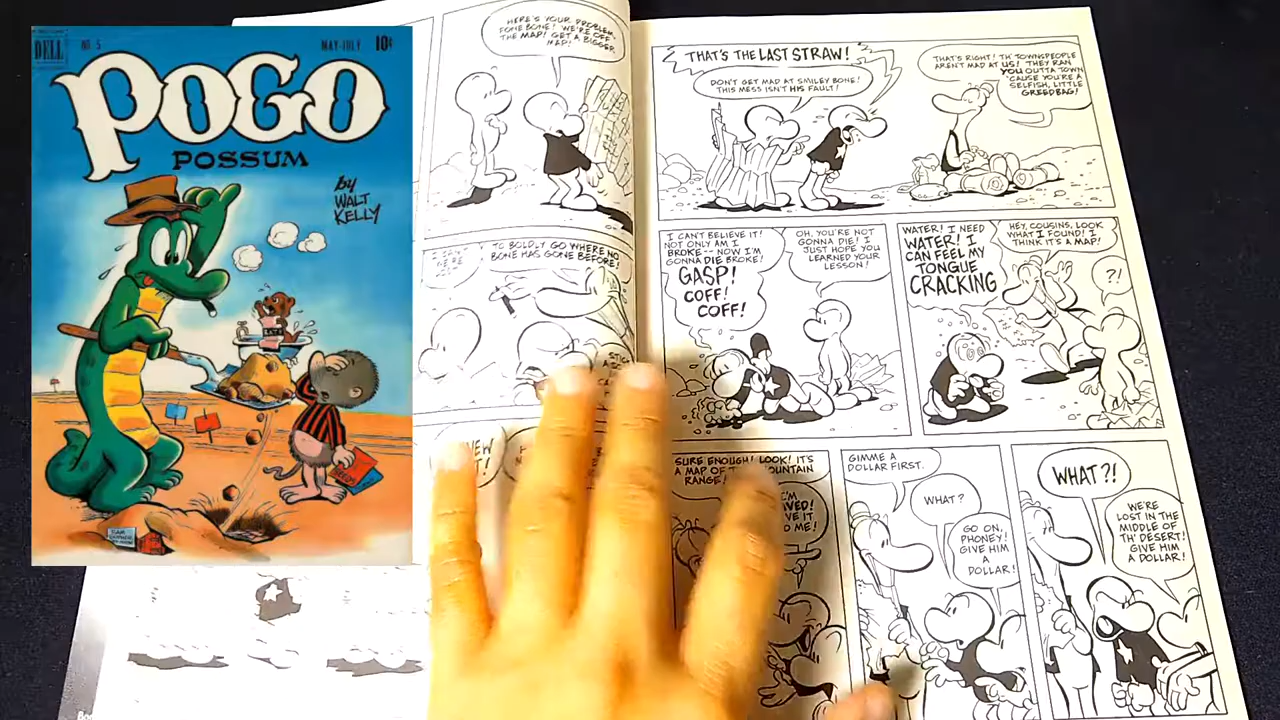 DELL
NO. 5
MAY-JULY
10¢
POGO
POSSUM
by
WALT
KELLY
HERE'S YOUR PROBLEM,
FONE BONE! WE'RE OFF
THE MAP! GET A BIGGER
MAP!
TO BOLDLY GO WHERE NO
BONE HAS GONE BEFORE!
THAT'S THE LAST STRAW!
DON'T GET MAD AT SMILEY BONE!
THIS MESS ISN'T HIS FAULT!
THAT'S RIGHT! TH' TOWNSPEOPLE
AREN'T MAD AT US! THEY RAN
YOU OUTTA TOWN
'CAUSE YOU'RE A
SELFISH, LITTLE
GREEDBAG!
I CAN'T BELIEVE IT!
NOT ONLY AM I
BROKE -- NOW I'M
GONNA DIE BROKE!
GASP!
COFF!
COFF!
OH, YOU'RE NOT
GONNA DIE! I
JUST HOPE YOU
LEARNED YOUR
LESSON!
WATER! I NEED
WATER! I
CAN FEEL MY
TONGUE
CRACKING
HEY, COUSINS, LOOK
WHAT I FOUND! I
THINK IT'S A MAP!
?!
SURE ENOUGH! LOOK! IT'S
A MAP OF
RANGE!
GIMME A
DOLLAR FIRST.
WHAT?
GO ON,
PHONEY!
GIVE HIM
A
DOLLAR!
WHAT?!
WE'RE
LOST IN THE
MIDDLE OF
TH' DESERT!
GIVE HIM
A DOLLAR!